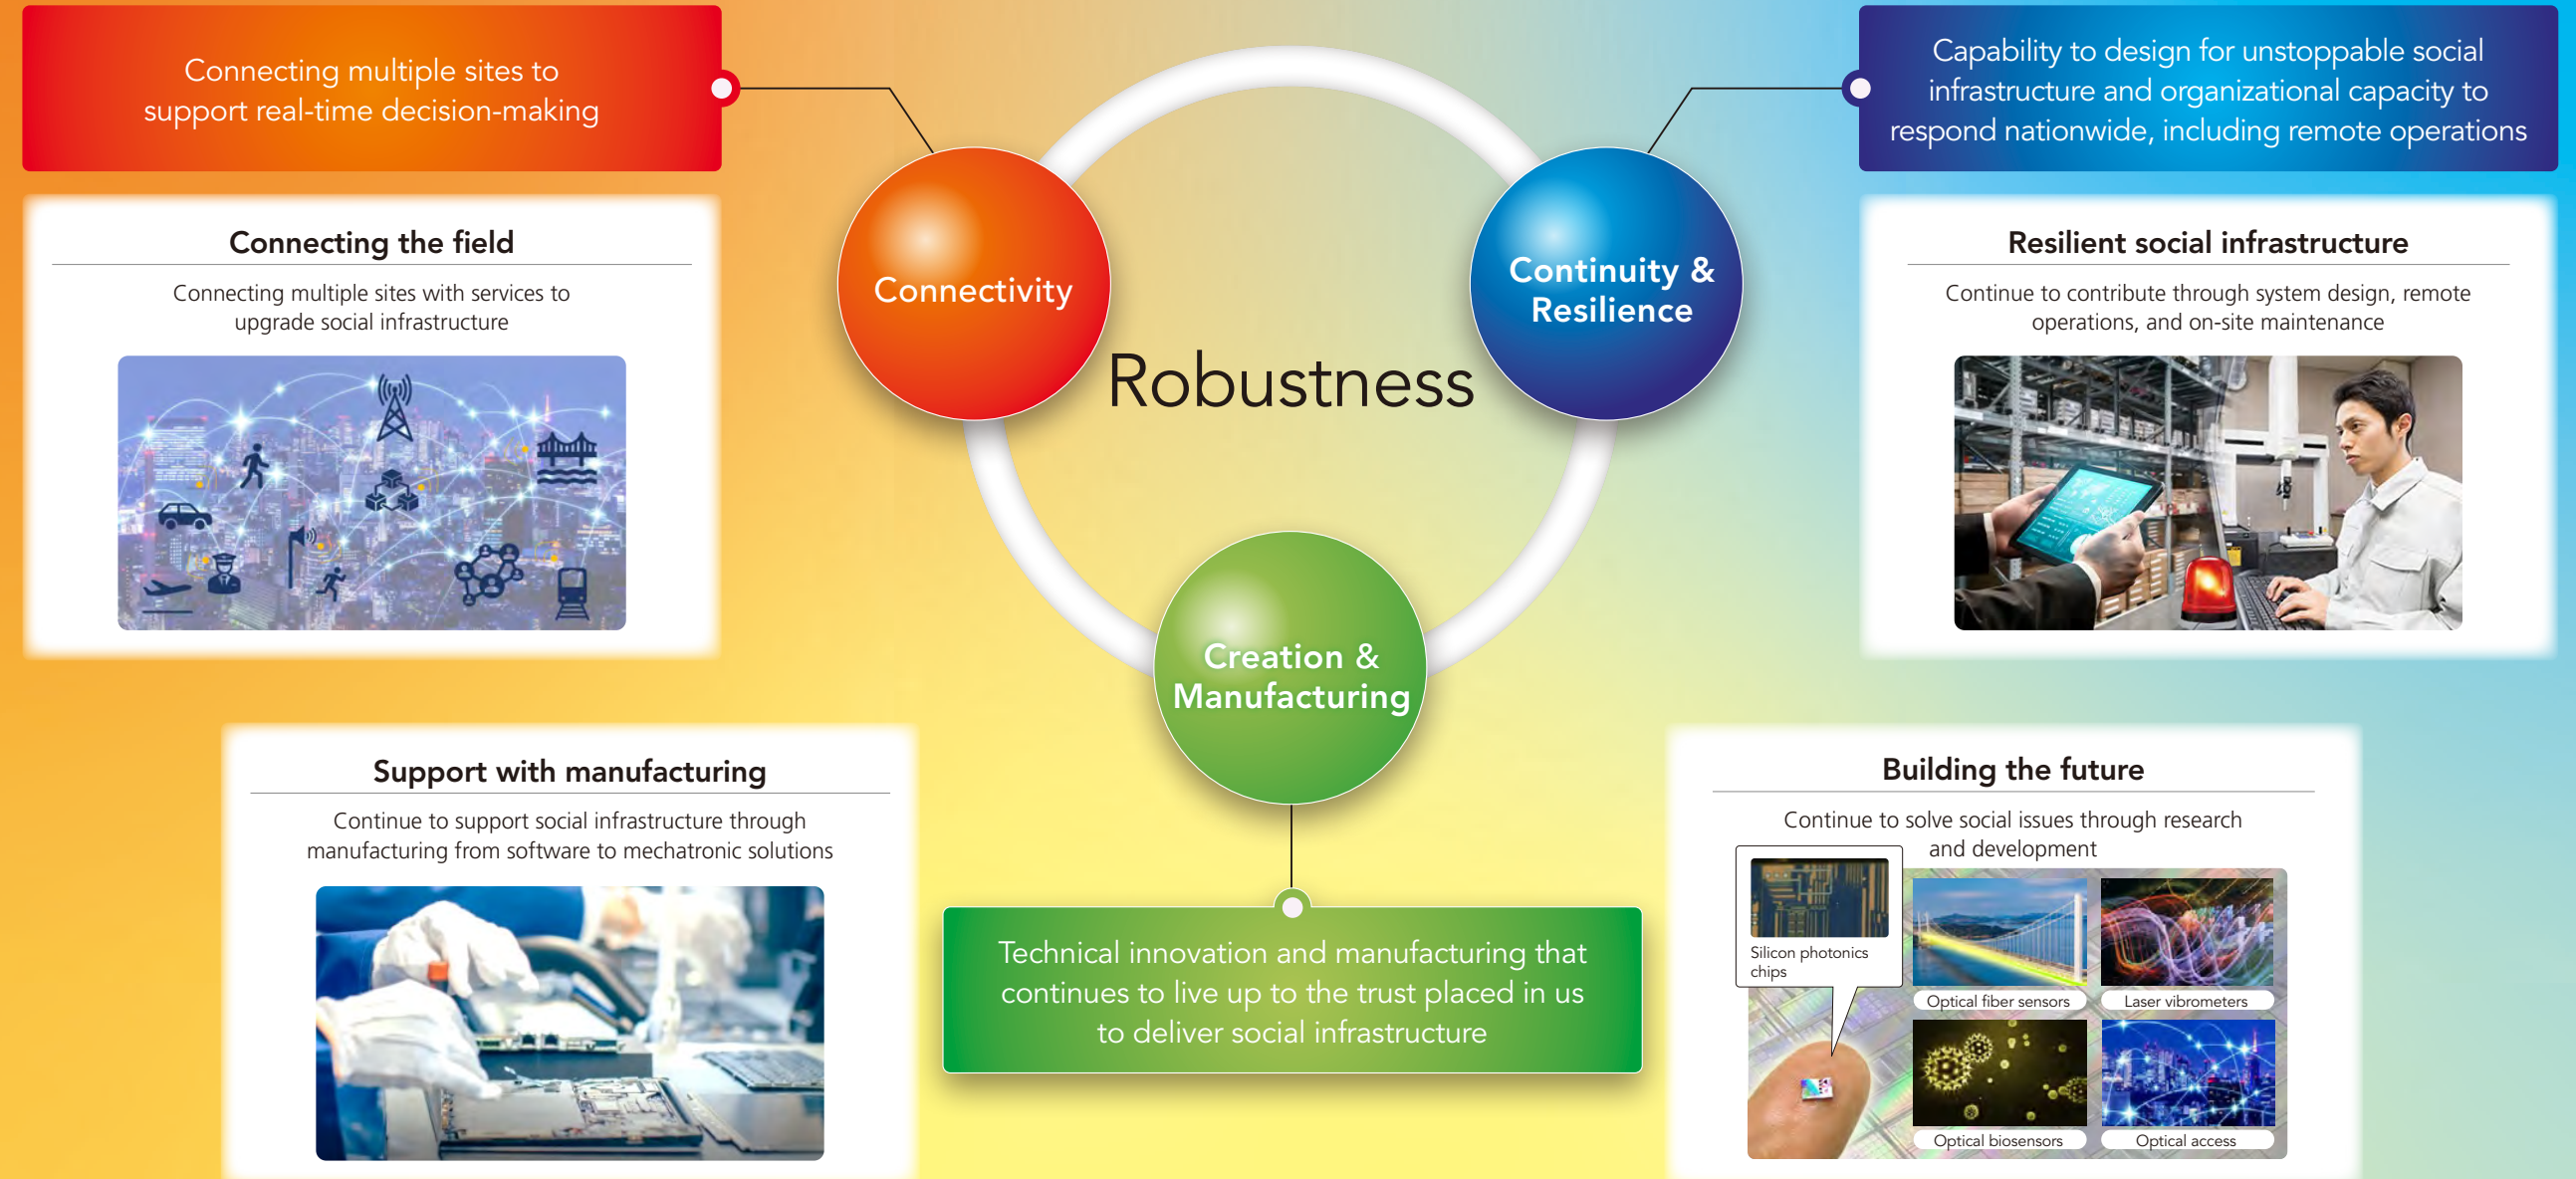 Connecting multiple sites to
support real-time decision-making
Capability to design for unstoppable social
infrastructure and organizational capacity to
respond nationwide, including remote operations
Connecting the field
Connecting multiple sites with services to
upgrade social infrastructure
Connectivity
Continuity &
Resilience
Robustness
Creation &
Manufacturing
Resilient social infrastructure
Continue to contribute through system design, remote
operations, and on-site maintenance
Support with manufacturing
Continue to support social infrastructure through
manufacturing from software to mechatronic solutions
Technical innovation and manufacturing that
continues to live up to the trust placed in us
to deliver social infrastructure
Building the future
Continue to solve social issues through research
and development
Silicon photonics
chips
Optical fiber sensors
Laser vibrometers
Optical biosensors
Optical access